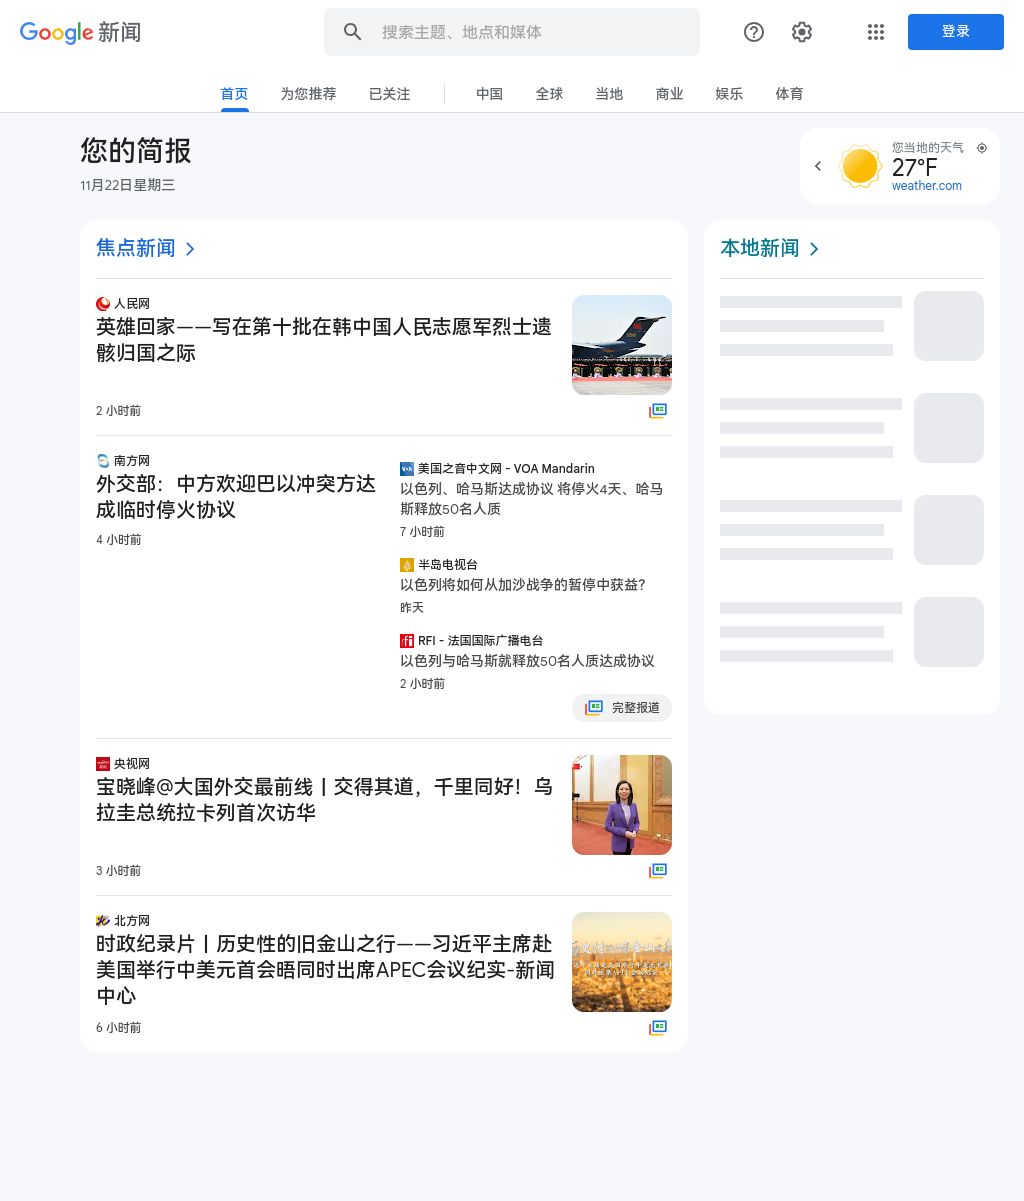 Google 新闻
搜索主题、地点和媒体
登录
首页
为您推荐
已关注
中国
全球
当地
商业
娱乐
体育
您的简报
11月22日星期三
您当地的天气
27°F
weather.com
焦点新闻
人民网
英雄回家——写在第十批在韩中国人民志愿军烈士遗
骸归国之际
2 小时前
南方网
外交部：中方欢迎巴以冲突方达
成临时停火协议
4 小时前
美国之音中文网 - VOA Mandarin
以色列、哈马斯达成协议 将停火4天、哈马
斯释放50名人质
7 小时前
半岛电视台
以色列将如何从加沙战争的暂停中获益？
昨天
RFI - 法国国际广播电台
以色列与哈马斯就释放50名人质达成协议
2 小时前
完整报道
央视网
宝晓峰@大国外交最前线丨交得其道，千里同好！乌
拉圭总统拉卡列首次访华
3 小时前
北方网
时政纪录片丨历史性的旧金山之行——习近平主席赴
美国举行中美元首会晤同时出席APEC会议纪实-新闻
中心
6 小时前
本地新闻